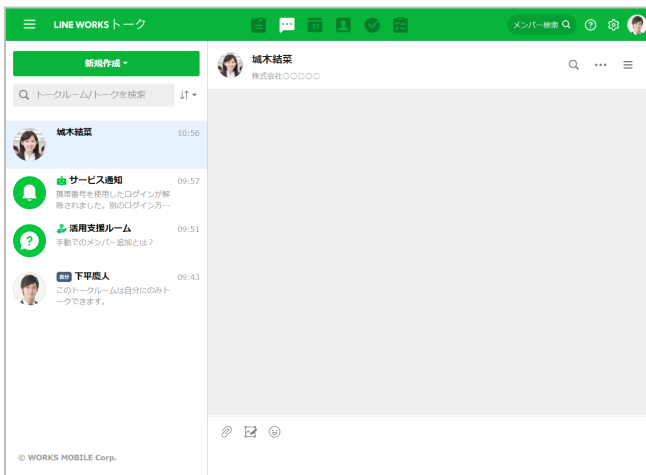 LINE WORKS トーク
31
メンバー検索
新規作成
トークルーム/トークを検索
城木結菜
10:56
サービス通知
09:57
携帯番号を使用したログインが解
除されました。別のログイン方…
活用支援ルーム
09:51
手動でのメンバー追加とは？
自分 下平慶人
09:43
このトークルームは自分にのみト
ークできます。
© WORKS MOBILE Corp.
城木結菜
株式会社○○○○○